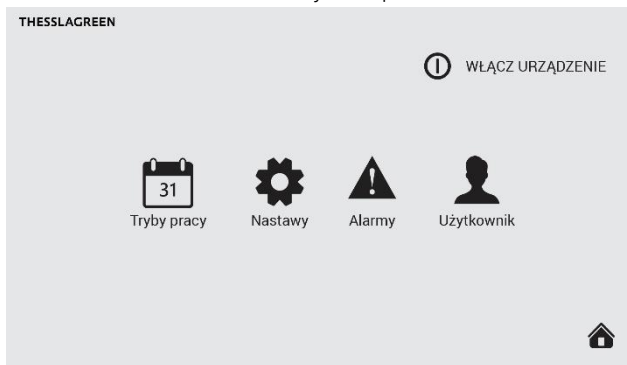 THESSLAGREEN
WŁĄCZ URZĄDZENIE
31
Tryby pracy
Nastawy
Alarmy
Użytkownik